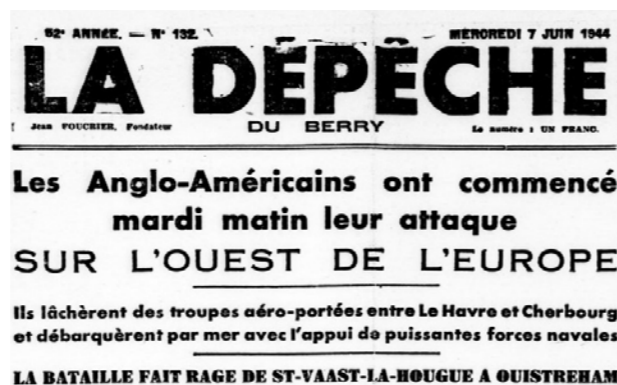 52e ANNÉE. — N° 132.
MERCREDI 7 JUIN 1944
LA DÉPÊCHE
Jean FOUCRIER, Fondateur
DU BERRY
Le numéro : UN FRANC.
Les Anglo-Américains ont commencé
mardi matin leur attaque
SUR L'OUEST DE L'EUROPE
Ils lâchèrent des troupes aéro-portées entre Le Havre et Cherbourg
et débarquèrent par mer avec l'appui de puissantes forces navales
LA BATAILLE FAIT RAGE DE ST-VAAST-LA-HOUGUE A OUISTREHAM